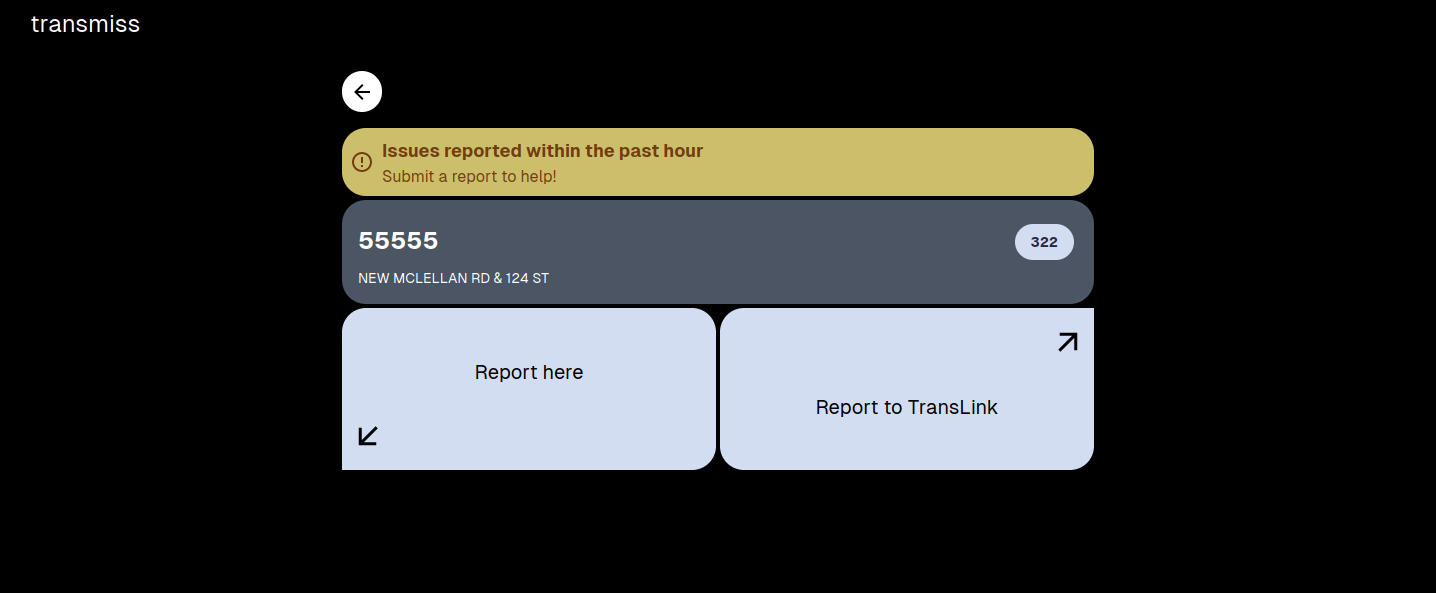 transmiss
Issues reported within the past hour
Submit a report to help!
55555
322
NEW MCLELLAN RD & 124 ST
Report here
Report to TransLink